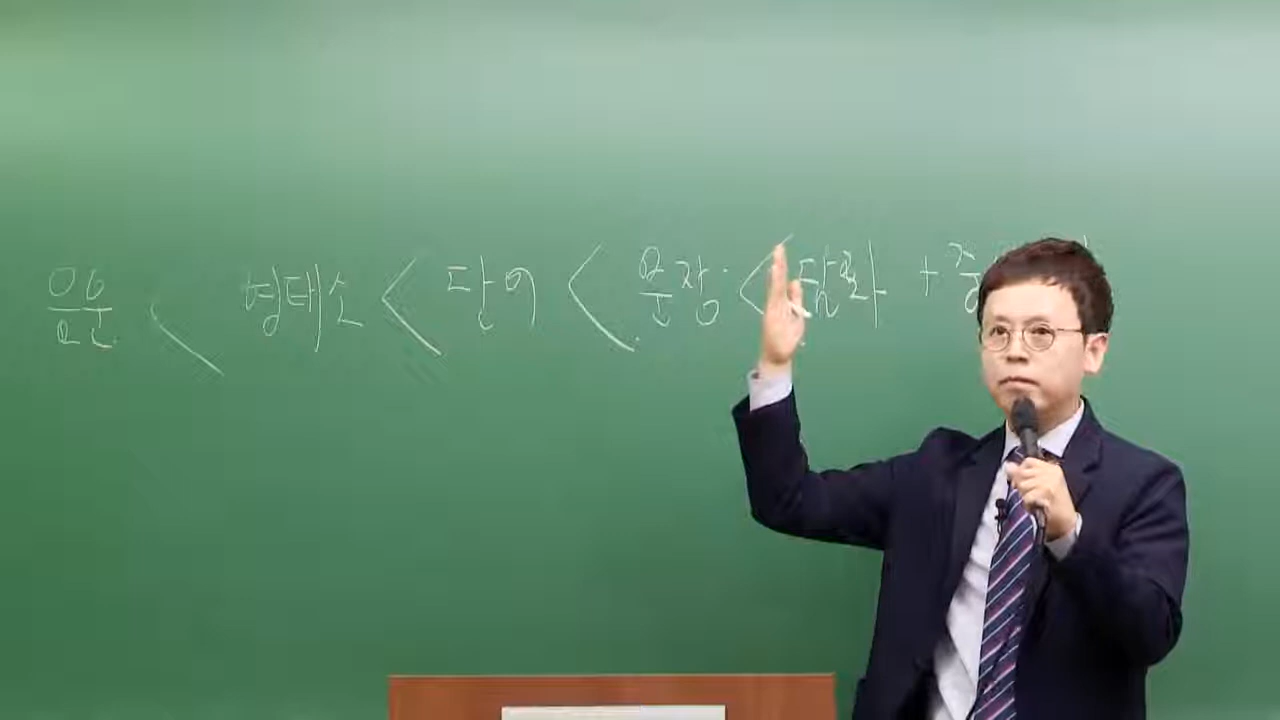 음운 < 형태소 < 단어 < 문장 < 담화 +